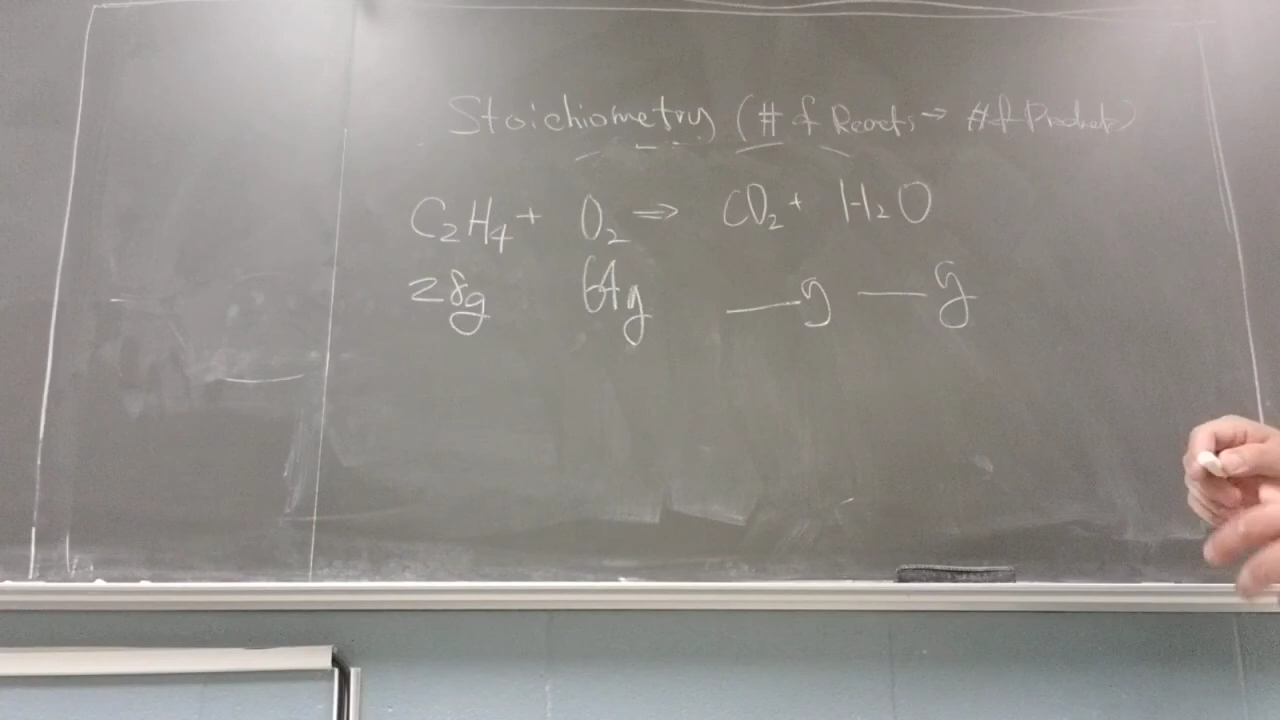 Stoichiometry (# of Reacts → # of Products)
C₂H₄ + O₂ ⇒ CO₂ + H₂O
28g 64g __g __g